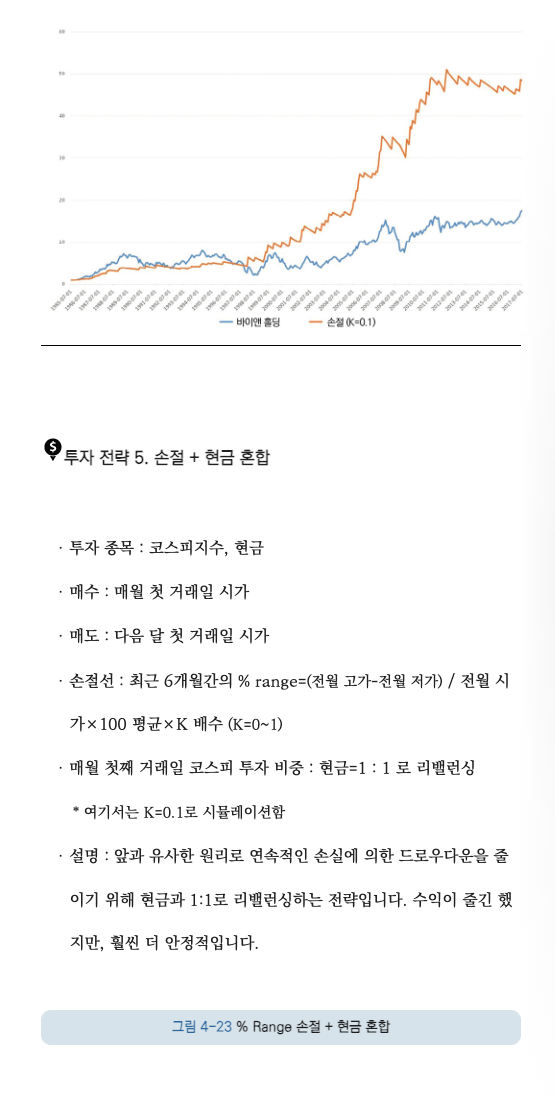 60
50
40
30
20
10
0
바이앤 홀딩
손절 (K=0.1)
투자 전략 5. 손절 + 현금 혼합
· 투자 종목 : 코스피지수, 현금
· 매수 : 매월 첫 거래일 시가
· 매도 : 다음 달 첫 거래일 시가
· 손절선 : 최근 6개월간의 % range=(전월 고가-전월 저가) / 전월 시
가×100 평균×K 배수 (K=0~1)
· 매월 첫째 거래일 코스피 투자 비중 : 현금=1 : 1 로 리밸런싱
* 여기서는 K=0.1로 시뮬레이션함
· 설명 : 앞과 유사한 원리로 연속적인 손실에 의한 드로우다운을 줄
이기 위해 현금과 1:1로 리밸런싱하는 전략입니다. 수익이 줄긴 했
지만, 훨씬 더 안정적입니다.
그림 4-23 % Range 손절 + 현금 혼합